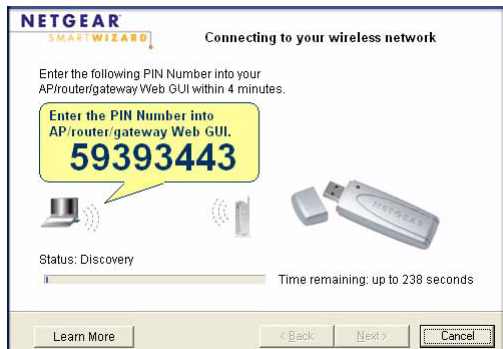 NETGEAR
SMARTWIZARD
Connecting to your wireless network
Enter the following PIN Number into your
AP/router/gateway Web GUI within 4 minutes.
Enter the PIN Number into
AP/router/gateway Web GUI.
59393443
NETGEAR
Status: Discovery
Time remaining: up to 238 seconds
Learn More
< Back
Next >
Cancel